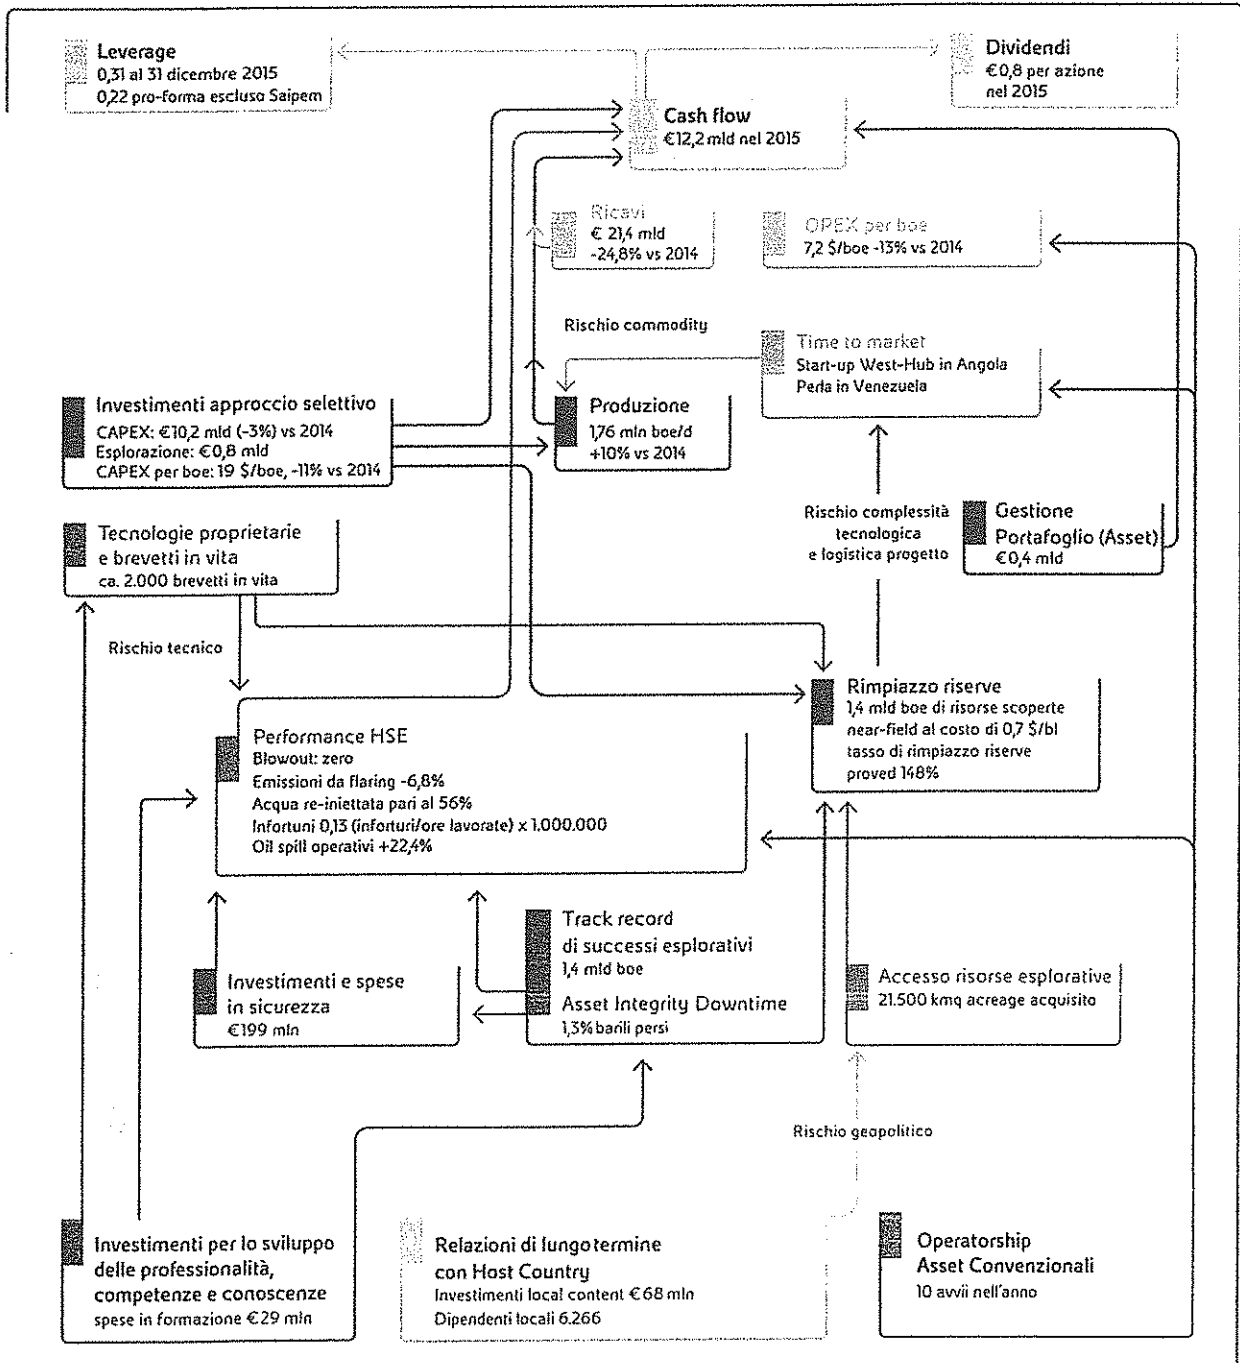 Leverage
0,31 al 31 dicembre 2015
0,22 pro-forma escluso Saipem
Dividendi
€0,8 per azione
nel 2015
Cash flow
€12,2 mld nel 2015
Ricavi
€ 21,4 mld
-24,8% vs 2014
OPEX per boe
7,2 $/boe -13% vs 2014
Rischio commodity
Time to market
Start-up West-Hub in Angola
Perla in Venezuela
Investimenti approccio selettivo
CAPEX: €10,2 mld (-3%) vs 2014
Esplorazione: €0,8 mld
CAPEX per boe: 19 $/boe, -11% vs 2014
Produzione
1,76 mln boe/d
+10% vs 2014
Rischio complessità
tecnologica
e logistica progetto
Gestione
Portafoglio (Asset)
€0,4 mld
Tecnologie proprietarie
e brevetti in vita
ca. 2.000 brevetti in vita
Rischio tecnico
Rimpiazzo riserve
1,4 mld boe di risorse scoperte
near-field al costo di 0,7 $/bl
tasso di rimpiazzo riserve
proved 148%
Performance HSE
Blowout: zero
Emissioni da flaring -6,8%
Acqua re-iniettata pari al 56%
Infortuni 0,13 (inforturi/ore lavorate) x 1.000.000
Oil spill operativi +22,4%
Track record
di successi esplorativi
1,4 mld boe
Asset Integrity Downtime
1,3% barili persi
Investimenti e spese
in sicurezza
€199 mln
Accesso risorse esplorative
21.500 kmq acreage acquisito
Rischio geopolitico
Investimenti per lo sviluppo
delle professionalità,
competenze e conoscenze
spese in formazione €29 mln
Relazioni di lungo termine
con Host Country
Investimenti local content €68 mln
Dipendenti locali 6.266
Operatorship
Asset Convenzionali
10 avvii nell'anno